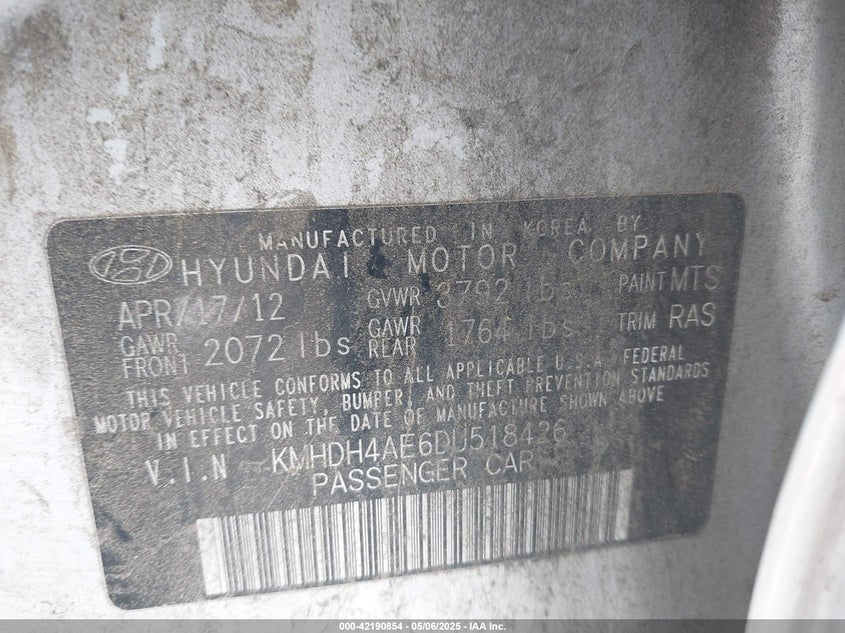 MANUFACTURED IN KOREA BY
HYUNDAI MOTOR COMPANY
APR/17/12 GVWR 3792 lbs PAINT MTS
GAWR FRONT 2072 lbs GAWR REAR 1764 lbs TRIM RAS
THIS VEHICLE CONFORMS TO ALL APPLICABLE U.S.A. FEDERAL
MOTOR VEHICLE SAFETY, BUMPER, AND THEFT PREVENTION STANDARDS
IN EFFECT ON THE DATE OF MANUFACTURE SHOWN ABOVE
V.I.N KMHDH4AE6DU518426
PASSENGER CAR
000-42190854 - 05/06/2025 - IAA Inc.